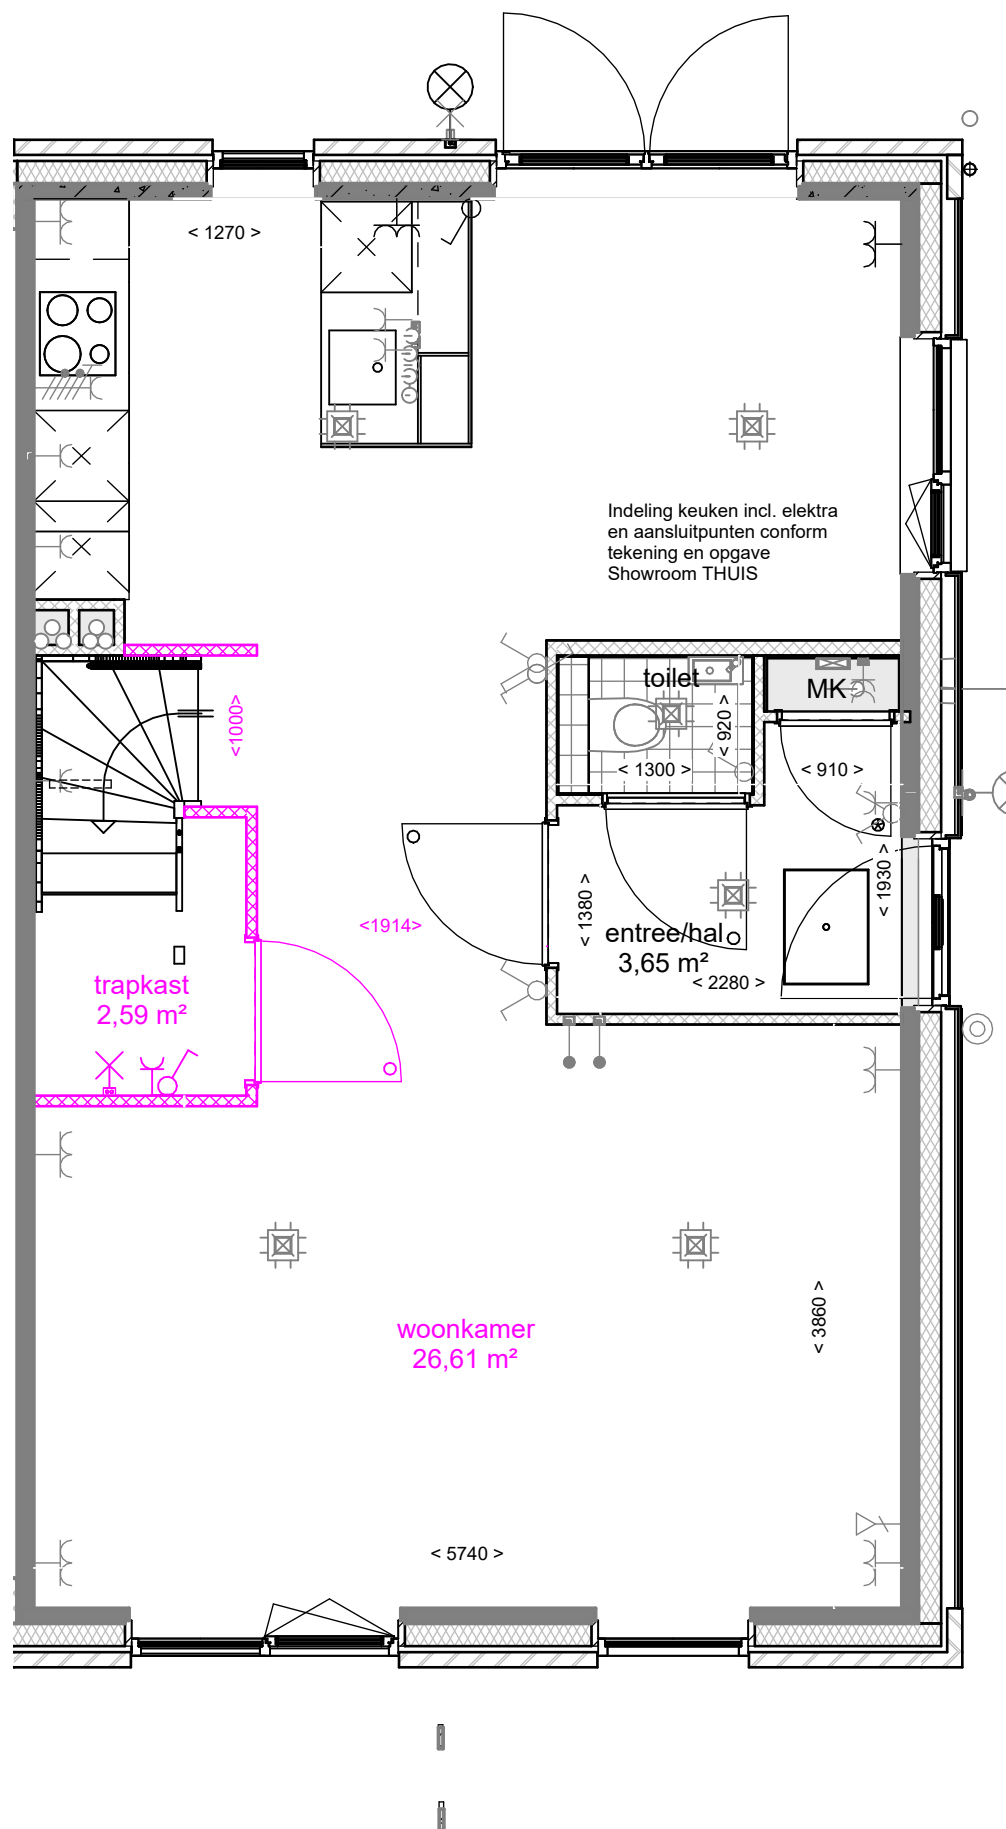 < 1270 >
Indeling keuken incl. elektra
en aansluitpunten conform
tekening en opgave
Showroom THUIS
toilet
MK
<1000>
< 920 >
< 1300 >
< 910 >
< 1930 >
< 1380 >
<1914>
entree/hal
3,65 m²
< 2280 >
trapkast
2,59 m²
< 3860 >
woonkamer
26,61 m²
< 5740 >